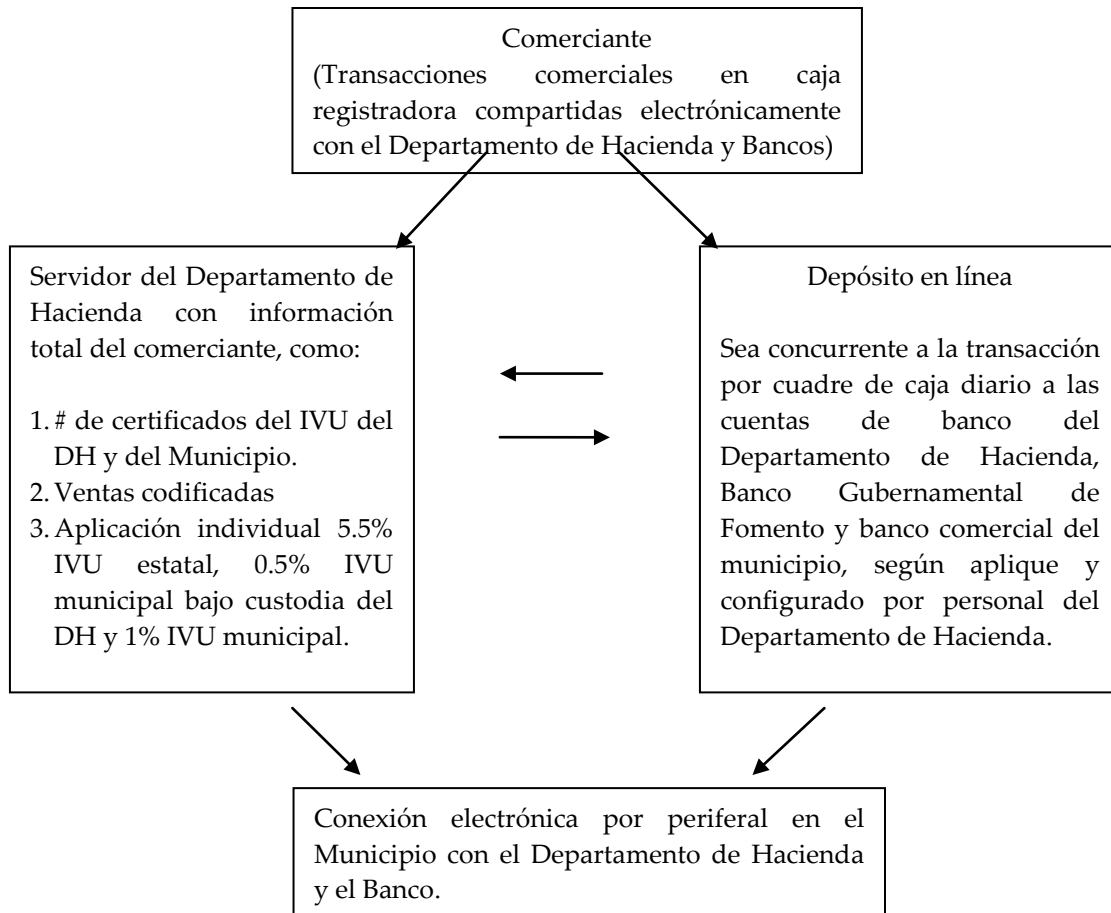 Comerciante
(Transacciones comerciales en caja
registradora compartidas electrónicamente
con el Departamento de Hacienda y Bancos)
Servidor del Departamento de
Hacienda con información
total del comerciante, como:
1. # de certificados del IVU del
DH y del Municipio.
2. Ventas codificadas
3. Aplicación individual 5.5%
IVU estatal, 0.5% IVU
municipal bajo custodia del
DH y 1% IVU municipal.
Depósito en línea
Sea concurrente a la transacción
por cuadre de caja diario a las
cuentas de banco del
Departamento de Hacienda,
Banco Gubernamental de
Fomento y banco comercial del
municipio, según aplique y
configurado por personal del
Departamento de Hacienda.
Conexión electrónica por periferal en el
Municipio con el Departamento de Hacienda
y el Banco.